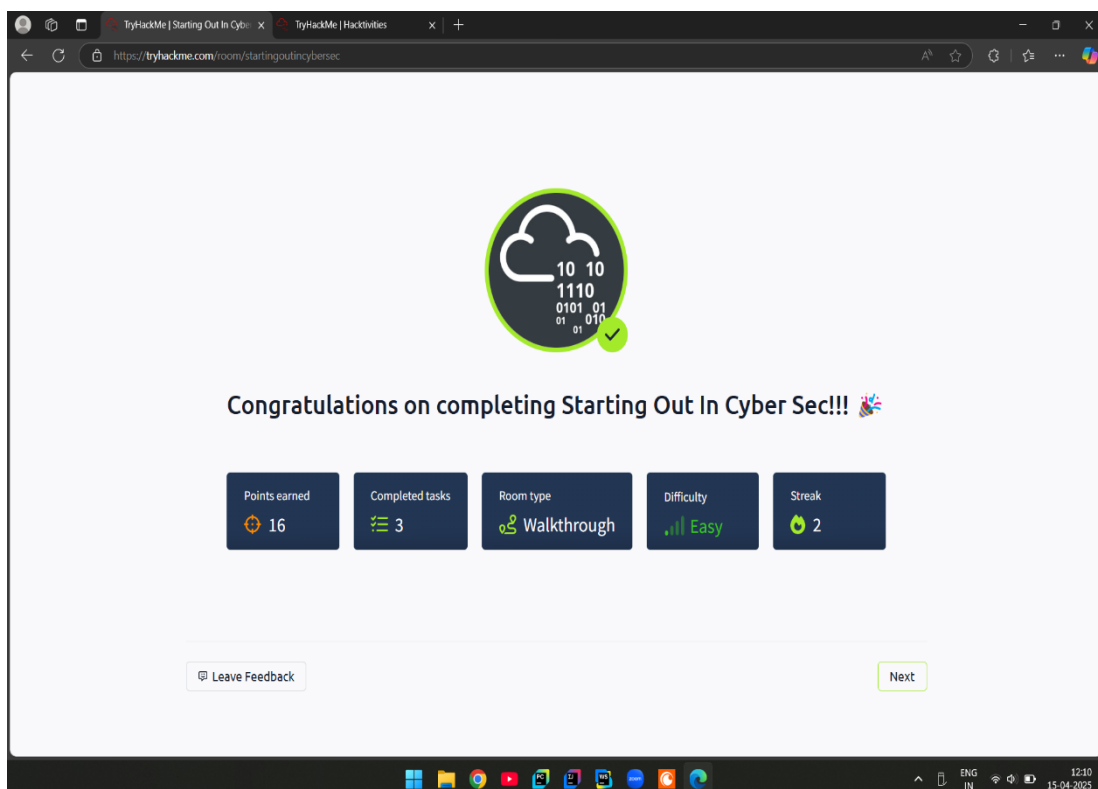 TryHackMe | Starting Out In Cybe
TryHackMe | Hacktivities
https://tryhackme.com/room/startingoutincybersec
10 10
1110
0101 01
01 010
01
Congratulations on completing Starting Out In Cyber Sec!!! 🎉
Points earned
16
Completed tasks
3
Room type
Walkthrough
Difficulty
Easy
Streak
2
Leave Feedback
Next
ENG
IN
12:10
15-04-2025